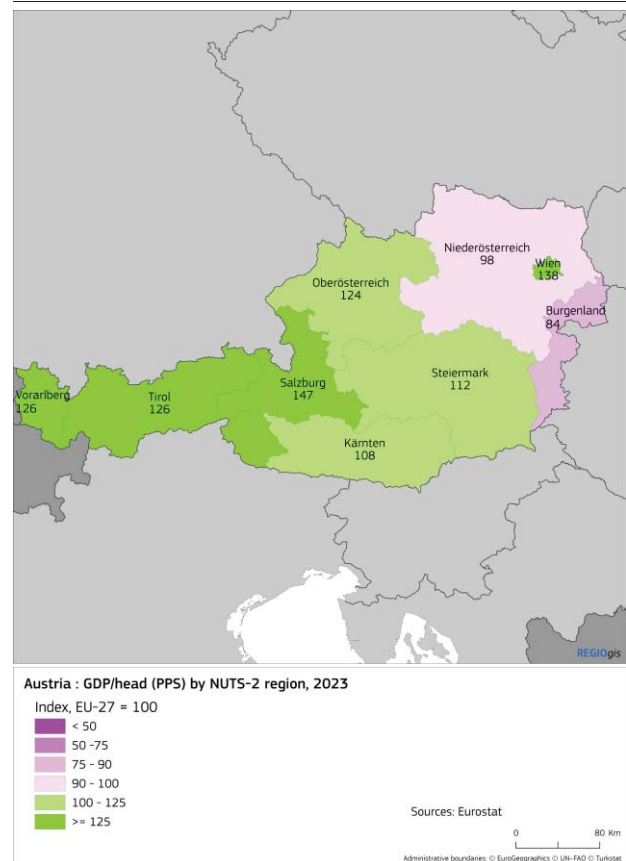 Niederösterreich
98
Wien
138
Oberösterreich
124
Burgenland
84
Steiermark
112
Salzburg
147
Vorarlberg
126
Tirol
126
Kärnten
108
REGIOgis
Austria : GDP/head (PPS) by NUTS-2 region, 2023
Index, EU-27 = 100
< 50
50 -75
75 - 90
90 - 100
100 - 125
>= 125
Sources: Eurostat
0 80 Km
Administrative boundaries: © EuroGeographics © UN-FAO © Turkstat